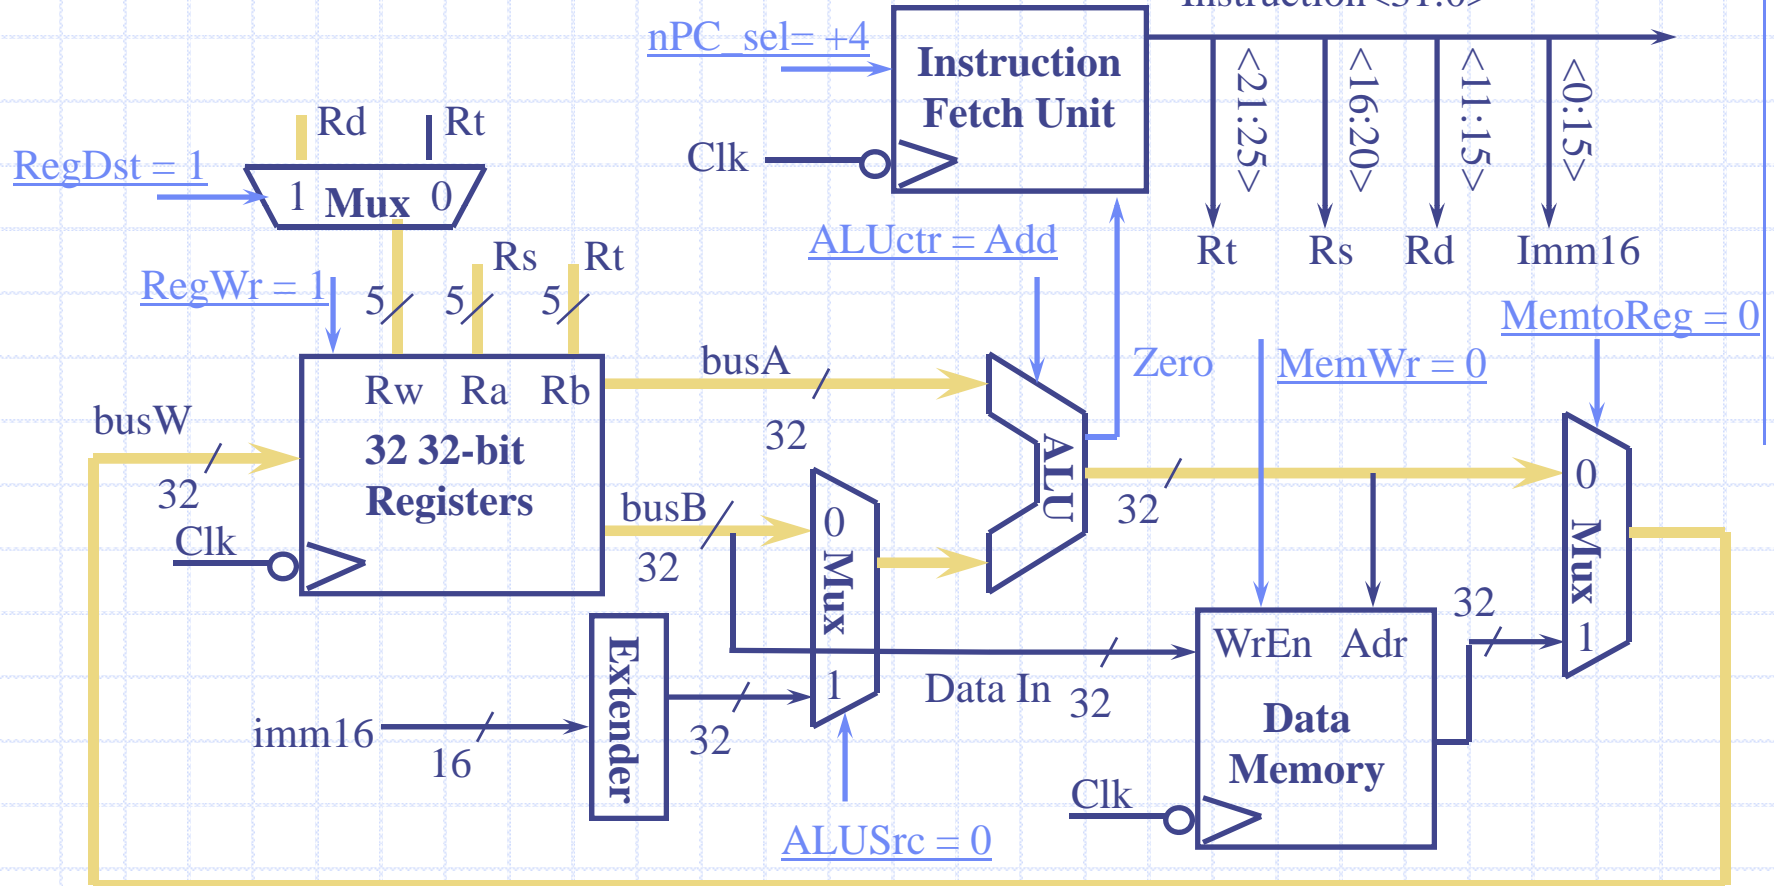 Instruction<31:0>
nPC_sel= +4
Instruction
Fetch Unit
Clk
<21:25>
<16:20>
<11:15>
<0:15>
Rt
Rs
Rd
Imm16
Rd
Rt
RegDst = 1
1 Mux 0
ALUctr = Add
RegWr = 1
5
5
Rs
5
Rt
MemtoReg = 0
busA
32
Zero
MemWr = 0
Rw Ra Rb
32 32-bit
Registers
busW
32
Clk
busB
32
0
Mux
1
ALU
32
0
Mux
1
32
WrEn Adr
Data
Memory
Clk
Data In
32
Extender
imm16
16
32
ALUSrc = 0